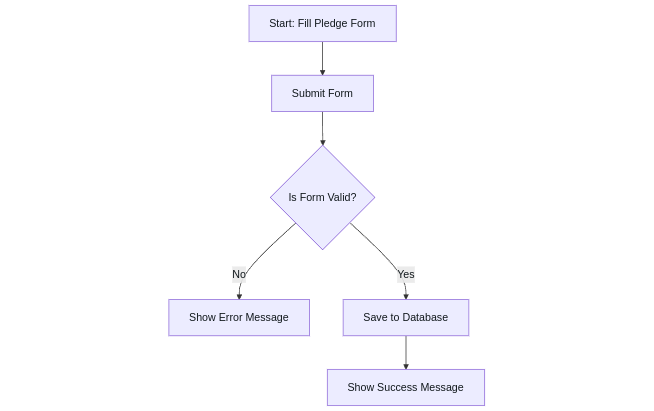 Start: Fill Pledge Form
Submit Form
Is Form Valid?
No
Yes
Show Error Message
Save to Database
Show Success Message